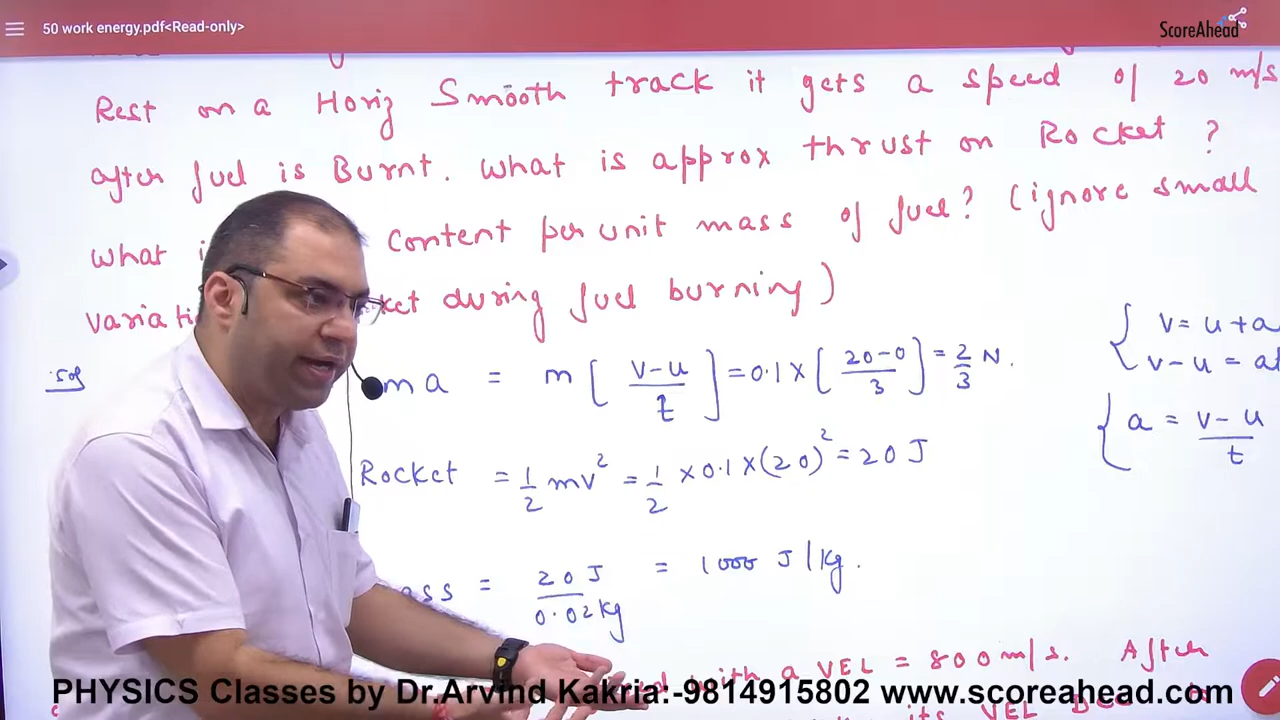 50 work energy.pdf<Read-only>
ScoreAhead
Rest on a Horiz Smooth track it gets a speed of 20 m/s
after fuel is Burnt. What is approx thrust on Rocket ?
what content per unit mass of fuel? (ignore small
during fuel burning)
Sol
ma = m [ v-u / t ] = 0.1 × [ 20-0 / 3 ] = 2/3 N.
v = u + a
v - u = a
a = v - u / t
Rocket = 1/2 mv² = 1/2 × 0.1 × (20)² = 20 J
= 20 J / 0.02 kg = 1000 J/kg.
with a VEL = 800 m/s. After
its VEL
PHYSICS Classes by Dr.Arvind Kakria:-9814915802 www.scoreahead.com